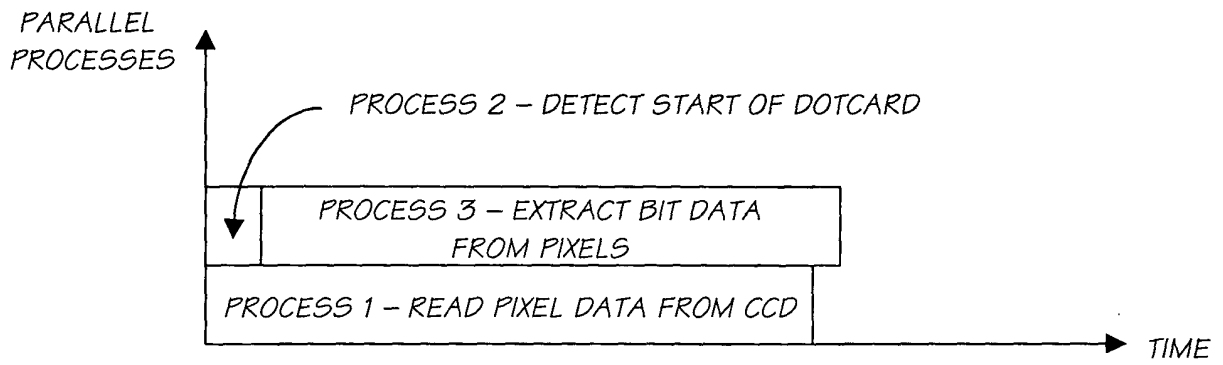 PARALLEL
PROCESSES
PROCESS 2 – DETECT START OF DOTCARD
PROCESS 3 – EXTRACT BIT DATA
FROM PIXELS
PROCESS 1 – READ PIXEL DATA FROM CCD
TIME